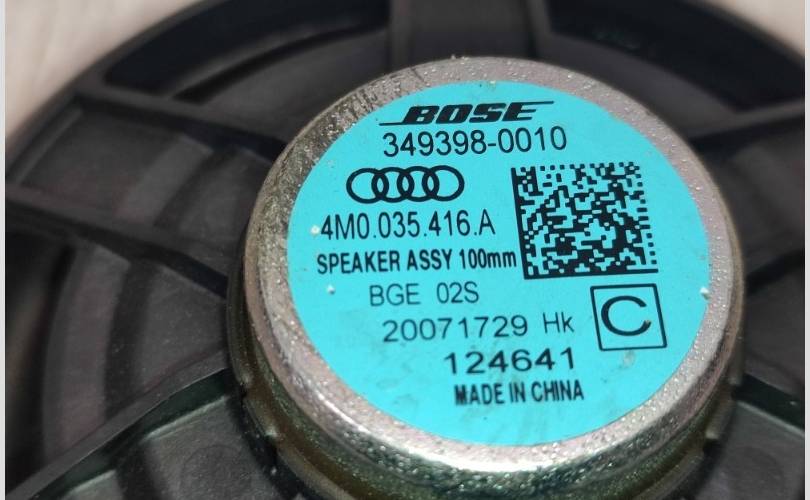 BOSE
349398-0010
4M0.035.416.A
SPEAKER ASSY 100mm
BGE 02S
20071729 Hk
C
124641
MADE IN CHINA